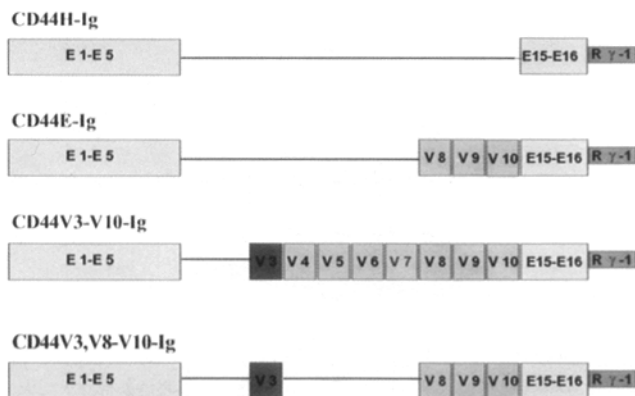 CD44H-Ig
E 1-E 5 E15-E16 R γ-1
CD44E-Ig
E 1-E 5 V 8 V 9 V 10 E15-E16 R γ-1
CD44V3-V10-Ig
E 1-E 5 V 3 V 4 V 5 V 6 V 7 V 8 V 9 V 10 E15-E16 R γ-1
CD44V3,V8-V10-Ig
E 1-E 5 V 3 V 8 V 9 V 10 E15-E16 R γ-1